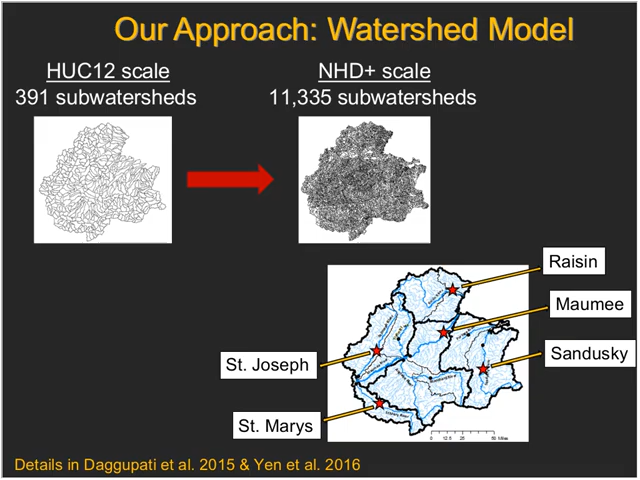 Our Approach: Watershed Model
HUC12 scale
391 subwatersheds
NHD+ scale
11,335 subwatersheds
Raisin
Maumee
Sandusky
St. Joseph
St. Marys
Details in Daggupati et al. 2015 & Yen et al. 2016